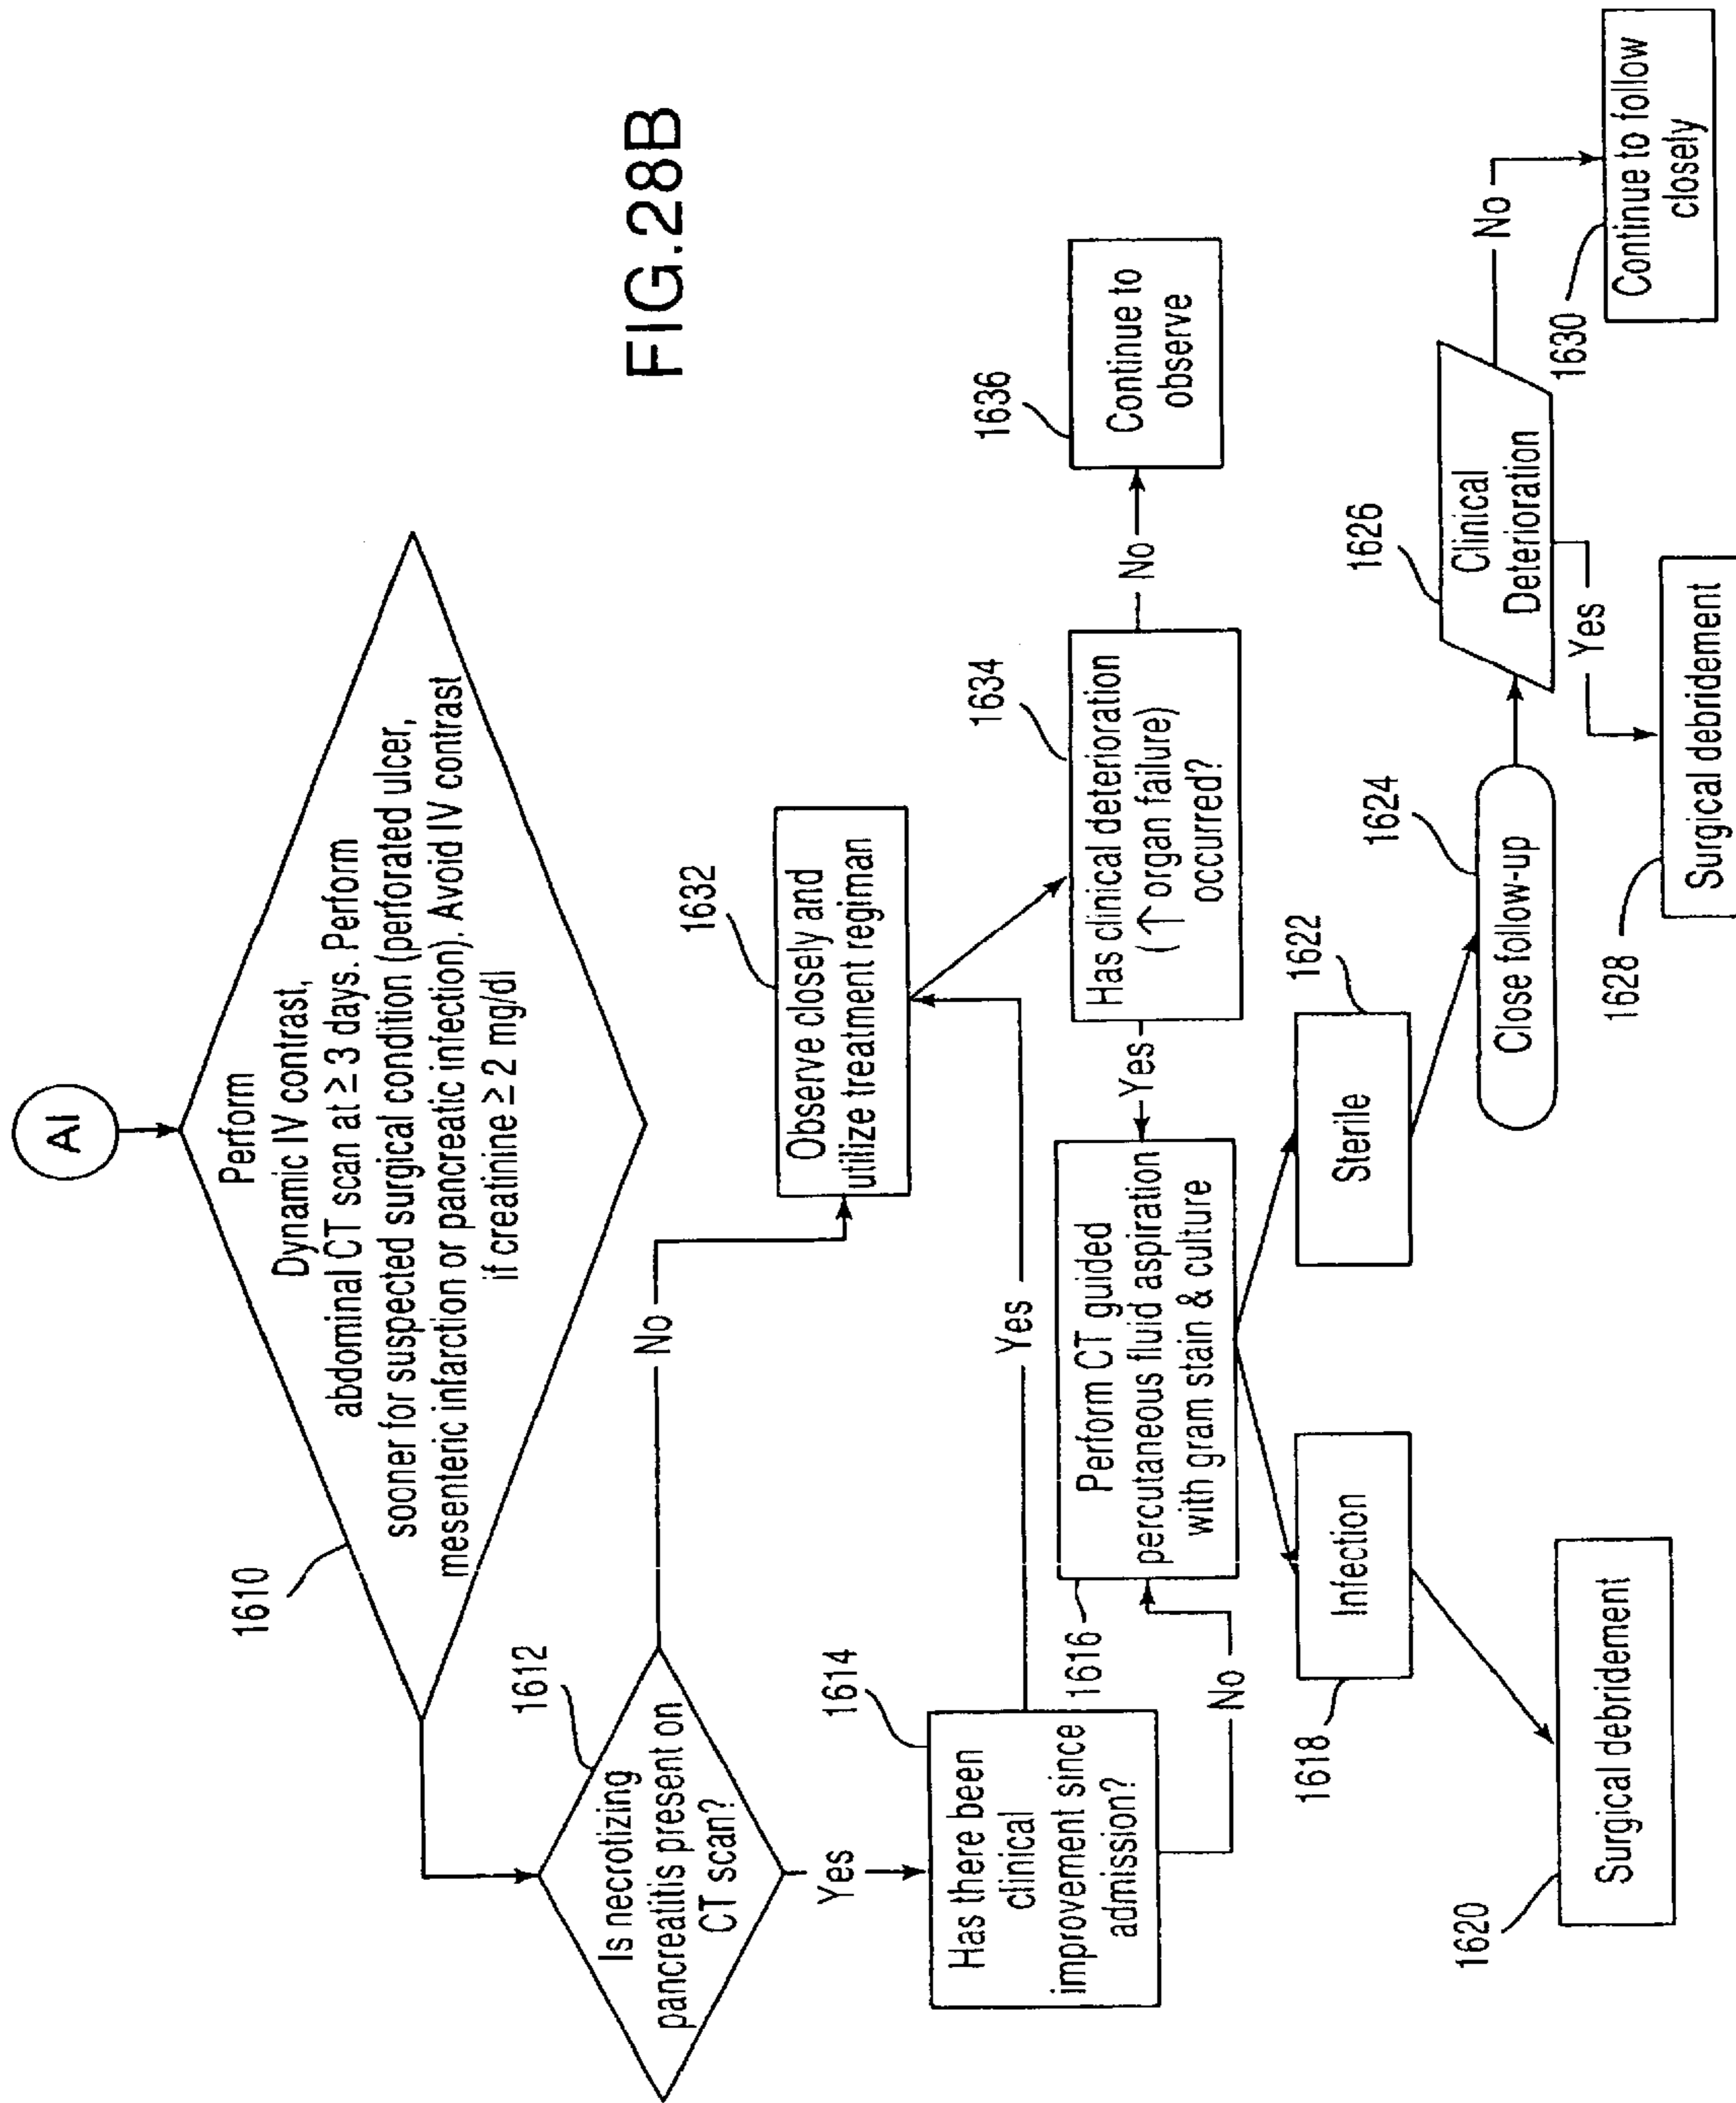 FIG.28B
AI
Perform
Dynamic IV contrast,
abdominal CT scan at ≥ 3 days. Perform
sooner for suspected surgical condition (perforated ulcer,
mesenteric infarction or pancreatic infection). Avoid IV contrast
if creatinine ≥ 2 mg/dl
1610
Is necrotizing
pancreatitis present on
CT scan?
1612
No
Yes
Observe closely and
utilize treatment regiman
1632
Has there been
clinical
improvement since
admission?
1614
Yes
No
Has clinical deterioration
(↑ organ failure)
occurred?
1634
No
Yes
Continue to
observe
1636
Perform CT guided
percutaneous fluid aspiration
with gram stain & culture
1616
Infection
1618
Sterile
1622
Surgical debridement
1620
Close follow-up
1624
Clinical
Deterioration
1626
No
Yes
Surgical debridement
1628
Continue to follow
closely
1630